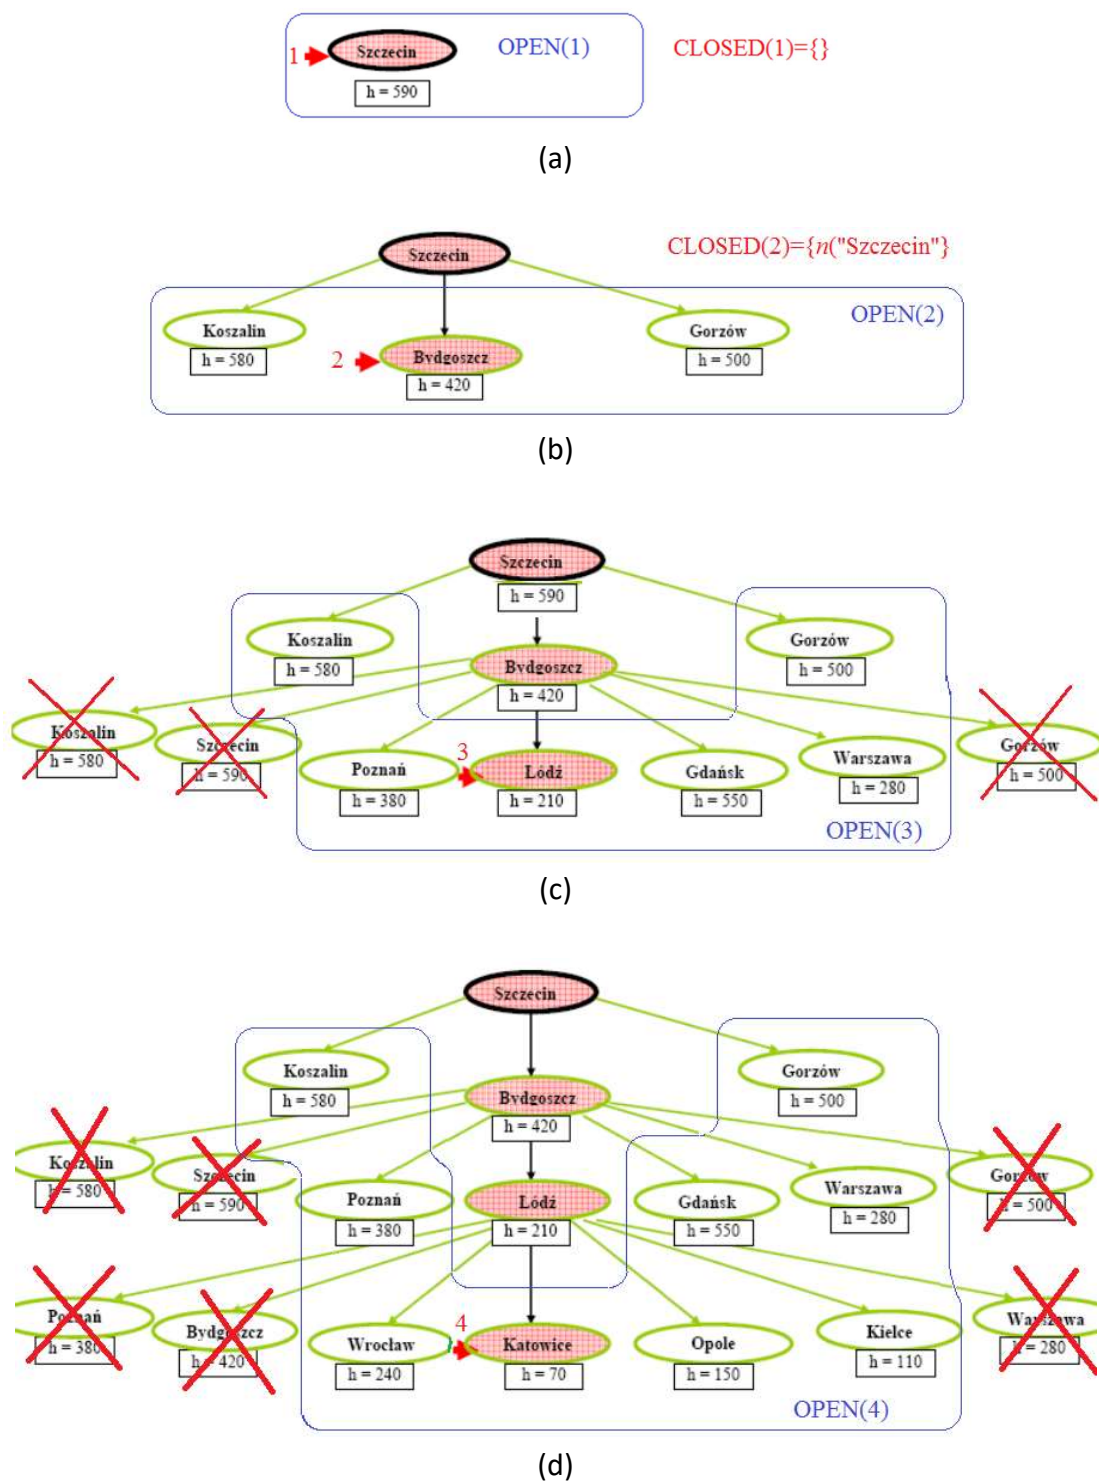 1
Szczecin
OPEN(1)
CLOSED(1)={}
h = 590
(a)
Szczecin
CLOSED(2)={n("Szczecin"}
OPEN(2)
Koszalin
Gorzów
h = 580
2
Bydgoszcz
h = 500
h = 420
(b)
Szczecin
h = 590
Koszalin
Gorzów
h = 580
Bydgoszcz
h = 500
h = 420
Koszalin
h = 580
Szczecin
h = 590
3
Poznań
Lódź
Gdańsk
Warszawa
Gorzów
h = 380
h = 210
h = 550
h = 280
h = 500
OPEN(3)
(c)
Szczecin
Koszalin
Gorzów
h = 580
Bydgoszcz
h = 500
h = 420
Koszalin
h = 580
Szczecin
h = 590
Poznań
Lódź
Gdańsk
Warszawa
Gorzów
h = 380
h = 210
h = 550
h = 280
h = 500
Poznań
h = 380
Bydgoszcz
h = 420
4
Wrocław
Katowice
Opole
Kielce
Warszawa
h = 240
h = 70
h = 150
h = 110
h = 280
OPEN(4)
(d)